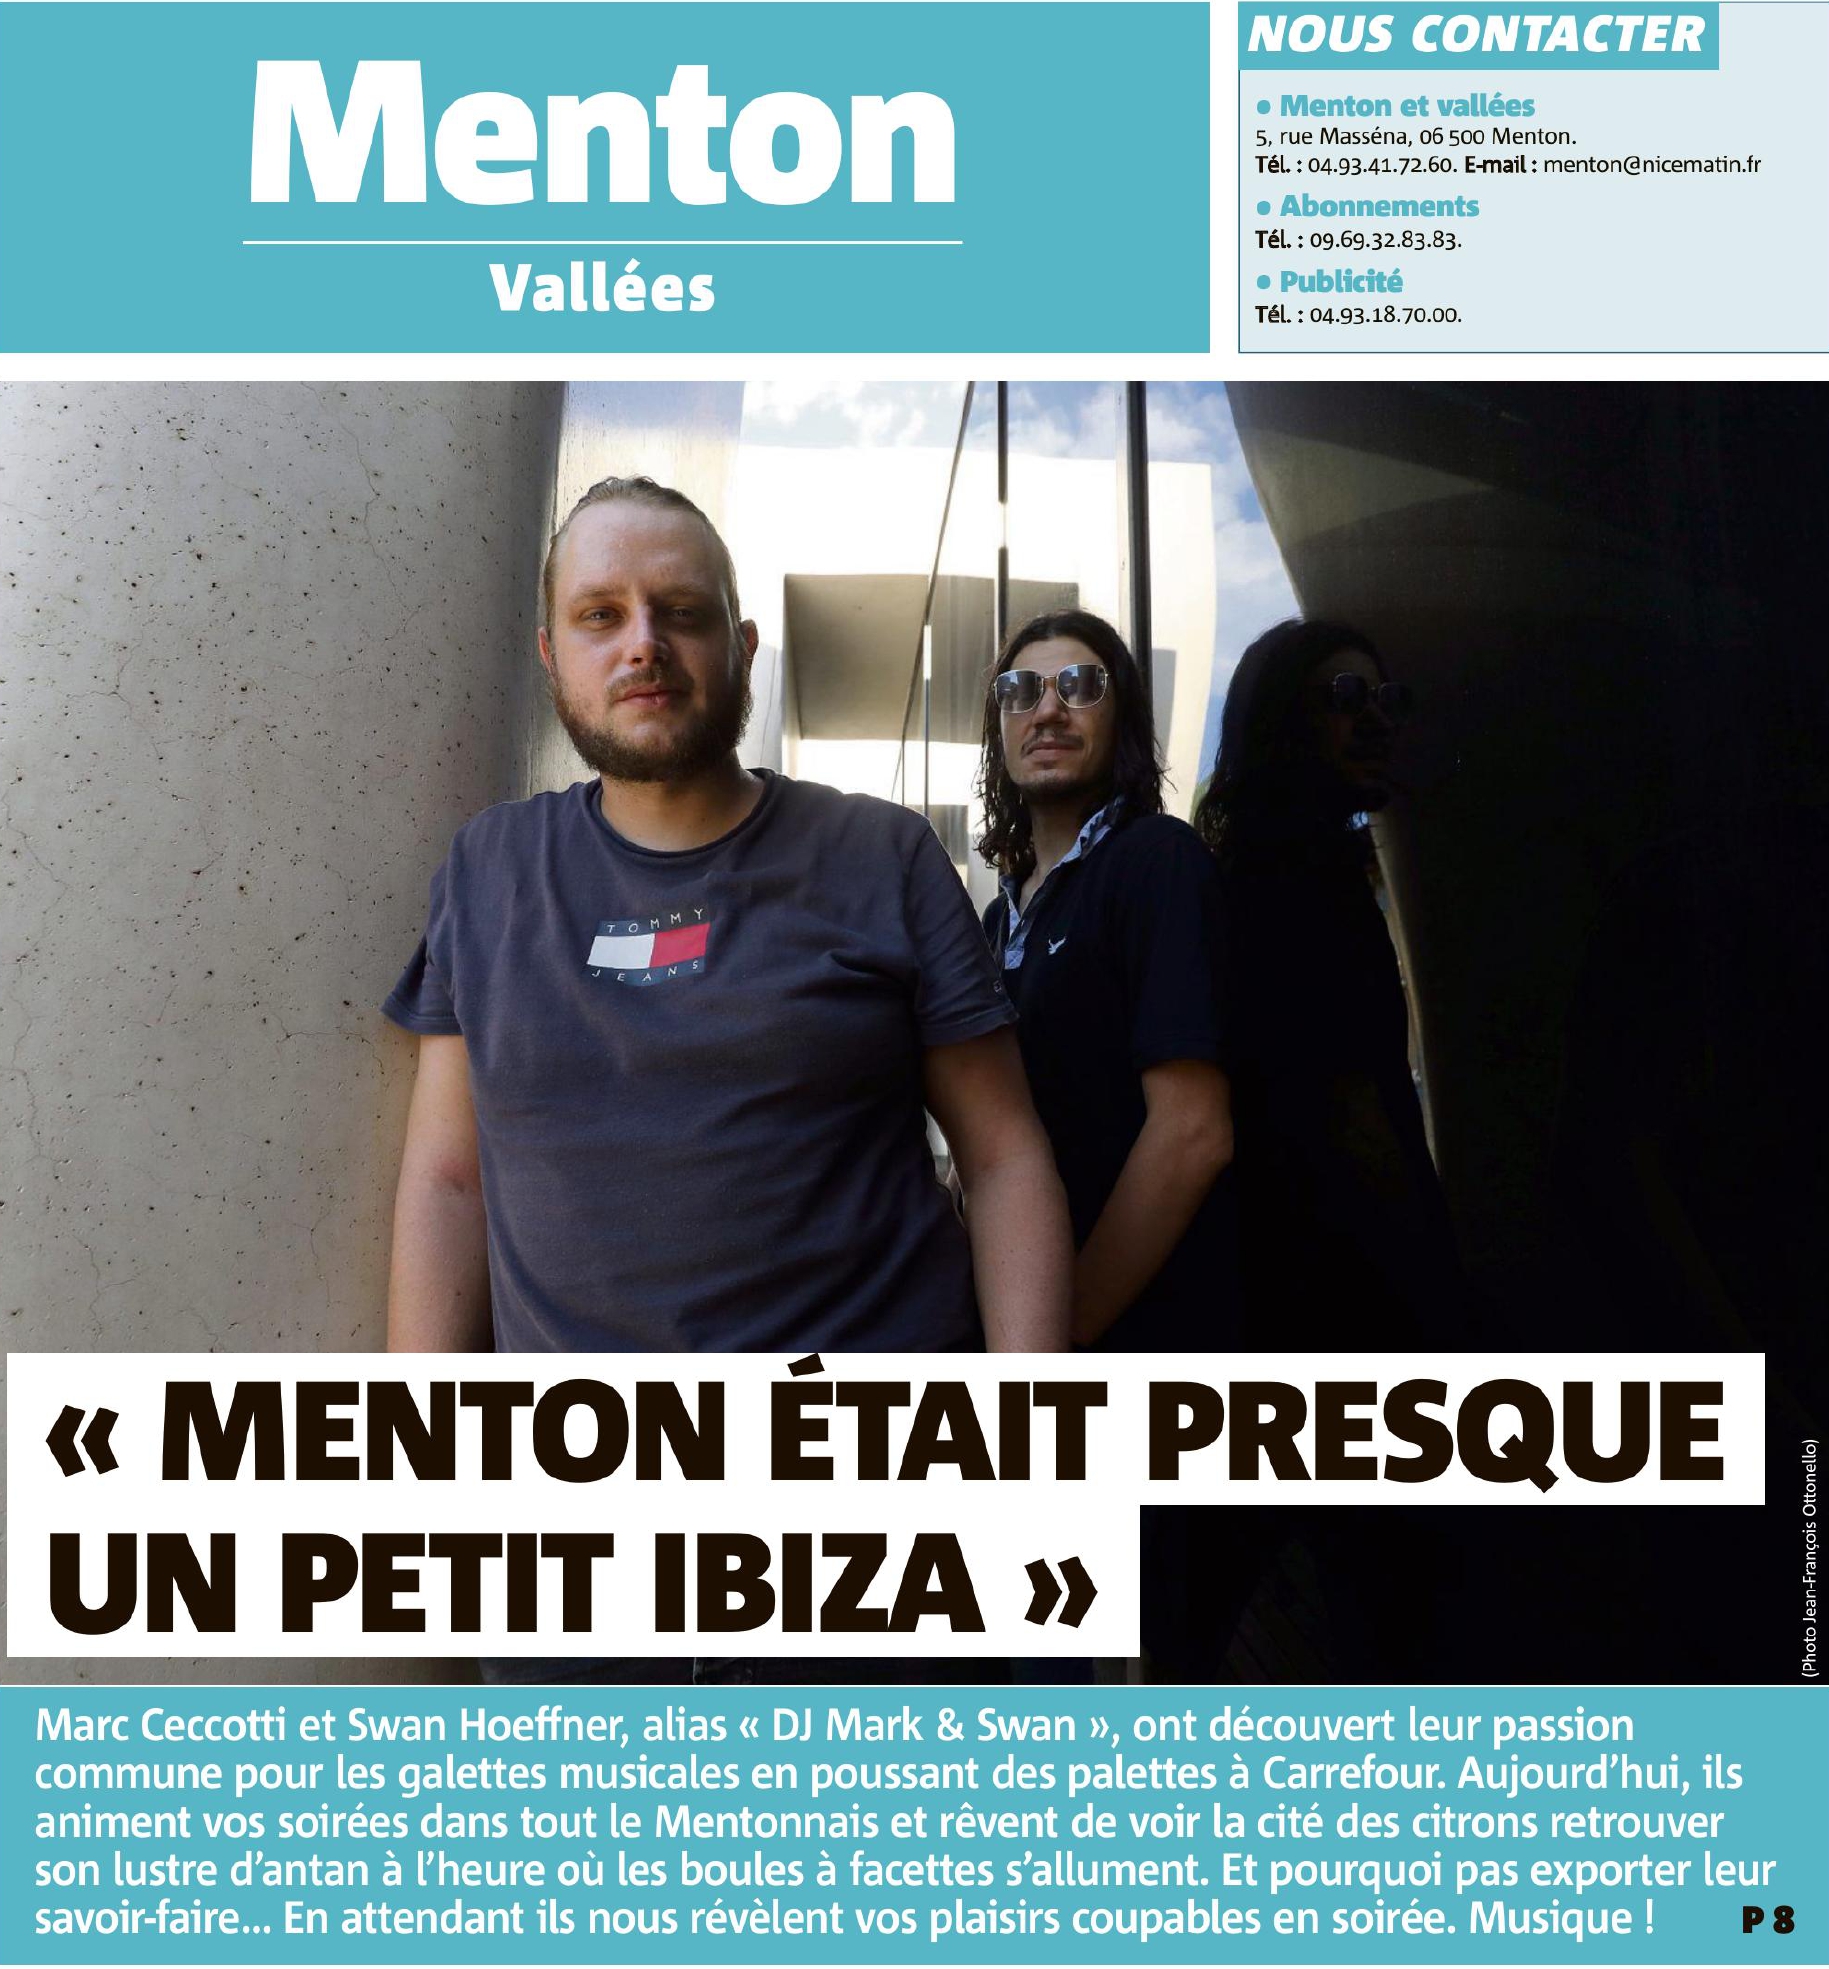 Menton
Vallées
NOUS CONTACTER
• Menton et vallées
5, rue Masséna, 06 500 Menton.
Tél. : 04.93.41.72.60. E-mail : menton@nicematin.fr
• Abonnements
Tél. : 09.69.32.83.83.
• Publicité
Tél. : 04.93.18.70.00.
TOMMY
JEANS
« MENTON ÉTAIT PRESQUE
UN PETIT IBIZA »
(Photo Jean-François Ottonello)
Marc Ceccotti et Swan Hoeffner, alias « DJ Mark & Swan », ont découvert leur passion
commune pour les galettes musicales en poussant des palettes à Carrefour. Aujourd’hui, ils
animent vos soirées dans tout le Mentonnais et rêvent de voir la cité des citrons retrouver
son lustre d’antan à l’heure où les boules à facettes s’allument. Et pourquoi pas exporter leur
savoir-faire... En attendant ils nous révèlent vos plaisirs coupables en soirée. Musique !
P 8